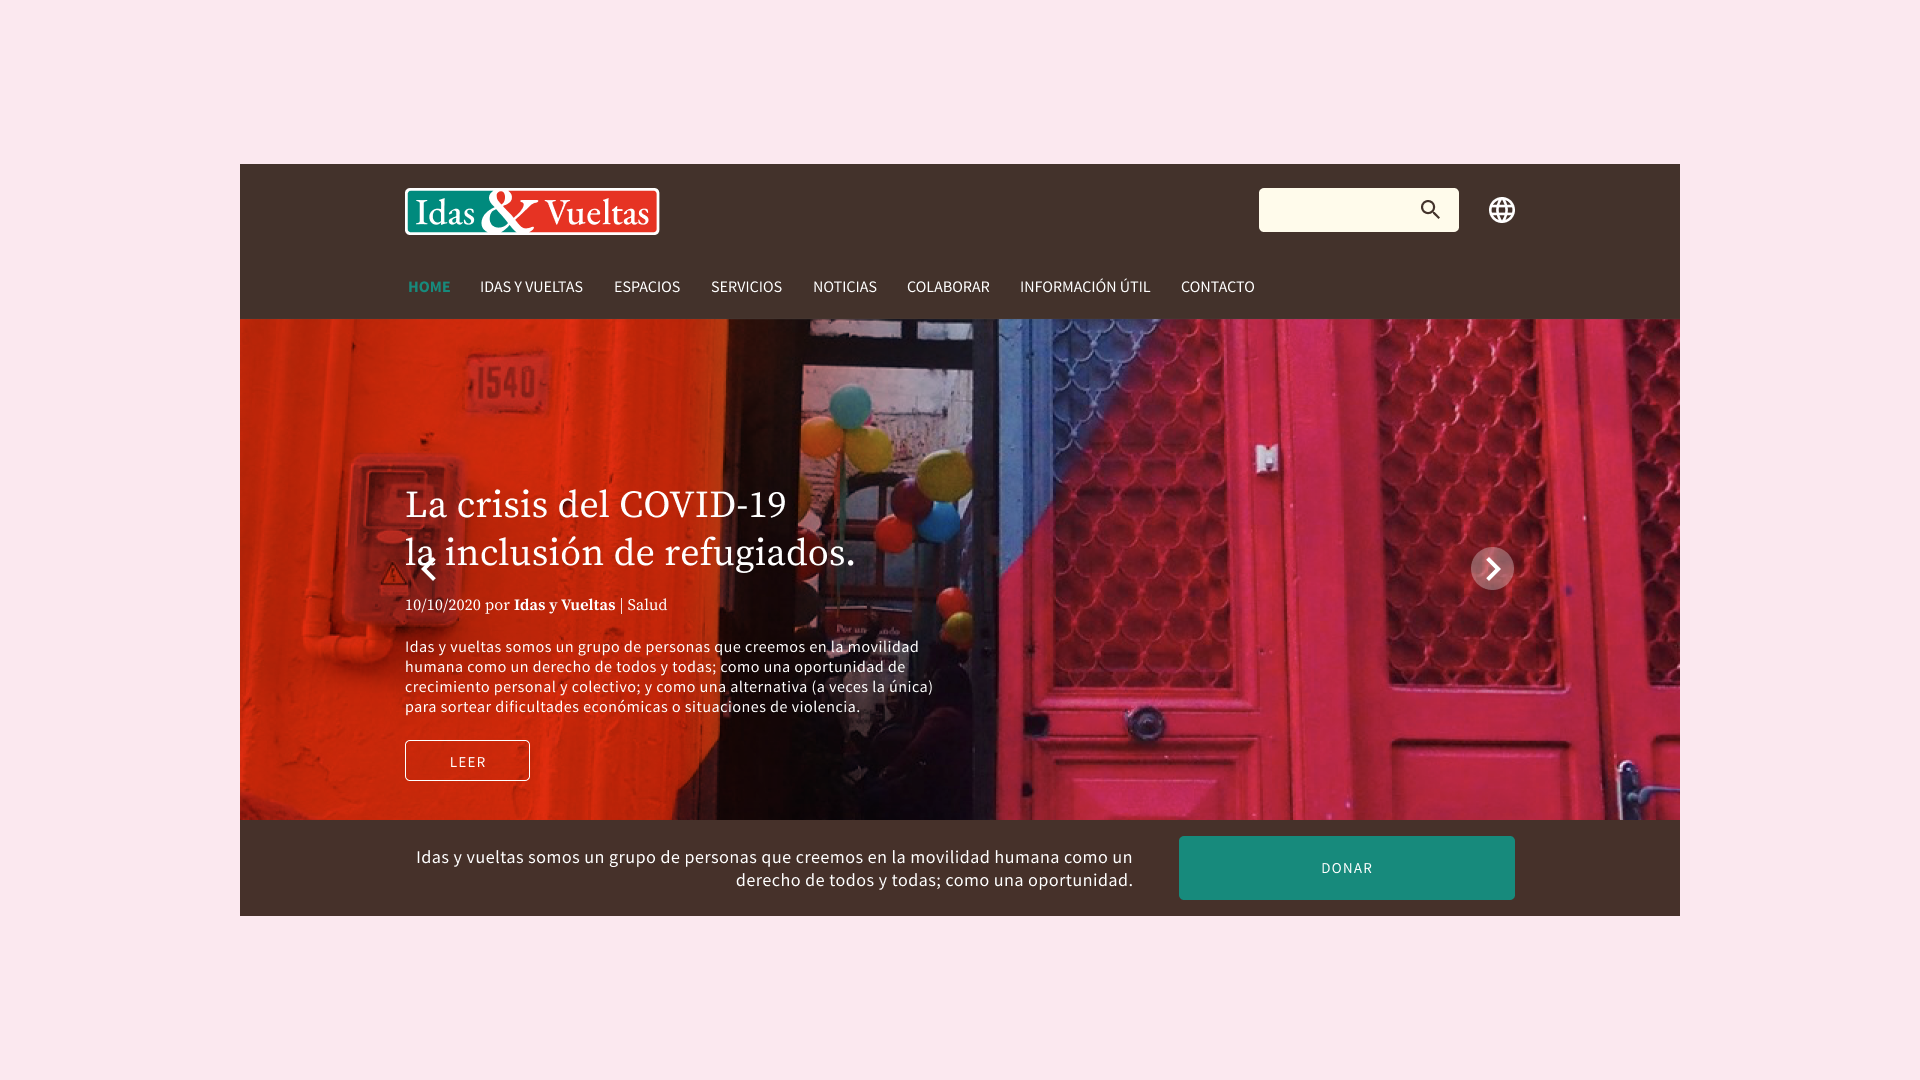 Idas & Vueltas
HOME IDAS Y VUELTAS ESPACIOS SERVICIOS NOTICIAS COLABORAR INFORMACIÓN ÚTIL CONTACTO
1540
La crisis del COVID-19
la inclusión de refugiados.
10/10/2020 por Idas y Vueltas | Salud
Por un
Idas y vueltas somos un grupo de personas que creemos en la movilidad
humana como un derecho de todos y todas; como una oportunidad de
crecimiento personal y colectivo; y como una alternativa (a veces la única)
para sortear dificultades económicas o situaciones de violencia.
LEER
Idas y vueltas somos un grupo de personas que creemos en la movilidad humana como un
derecho de todos y todas; como una oportunidad.
DONAR